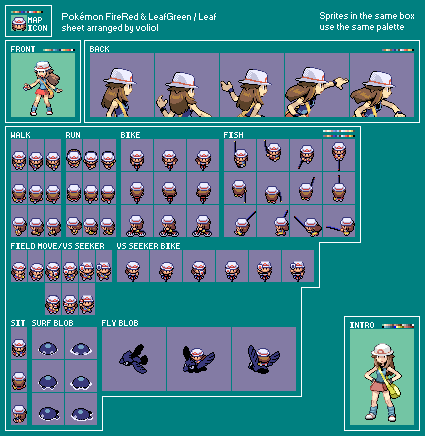 MAP
ICON
Pokémon FireRed & LeafGreen / Leaf
sheet arranged by voliol
Sprites in the same box
use the same palette
FRONT
BACK
WALK
RUN
BIKE
FISH
FIELD MOVE/VS SEEKER
VS SEEKER BIKE
SIT
SURF BLOB
FLY BLOB
INTRO